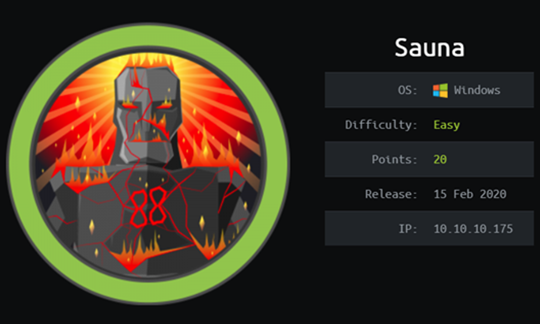 88
Sauna
OS: Windows
Difficulty: Easy
Points: 20
Release: 15 Feb 2020
IP: 10.10.10.175